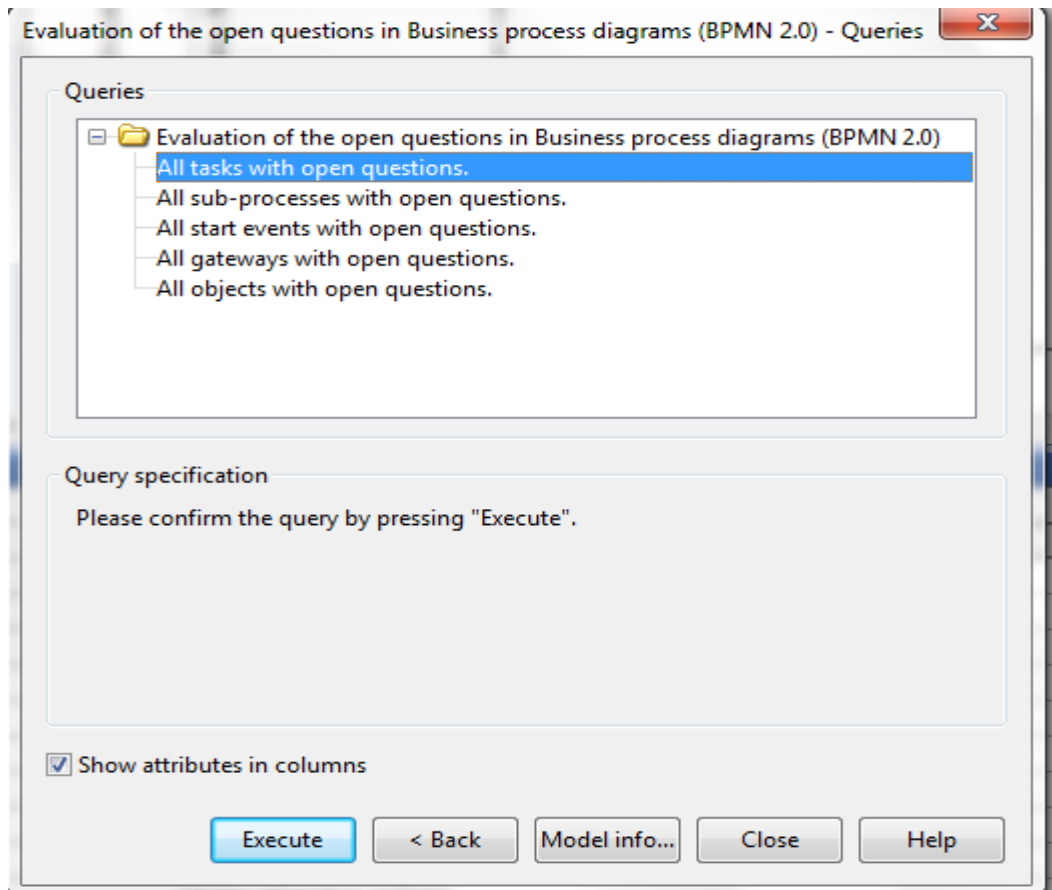 Evaluation of the open questions in Business process diagrams (BPMN 2.0) - Queries
Queries
Evaluation of the open questions in Business process diagrams (BPMN 2.0)
All tasks with open questions.
All sub-processes with open questions.
All start events with open questions.
All gateways with open questions.
All objects with open questions.
Query specification
Please confirm the query by pressing "Execute".
Show attributes in columns
Execute < Back Model info... Close Help